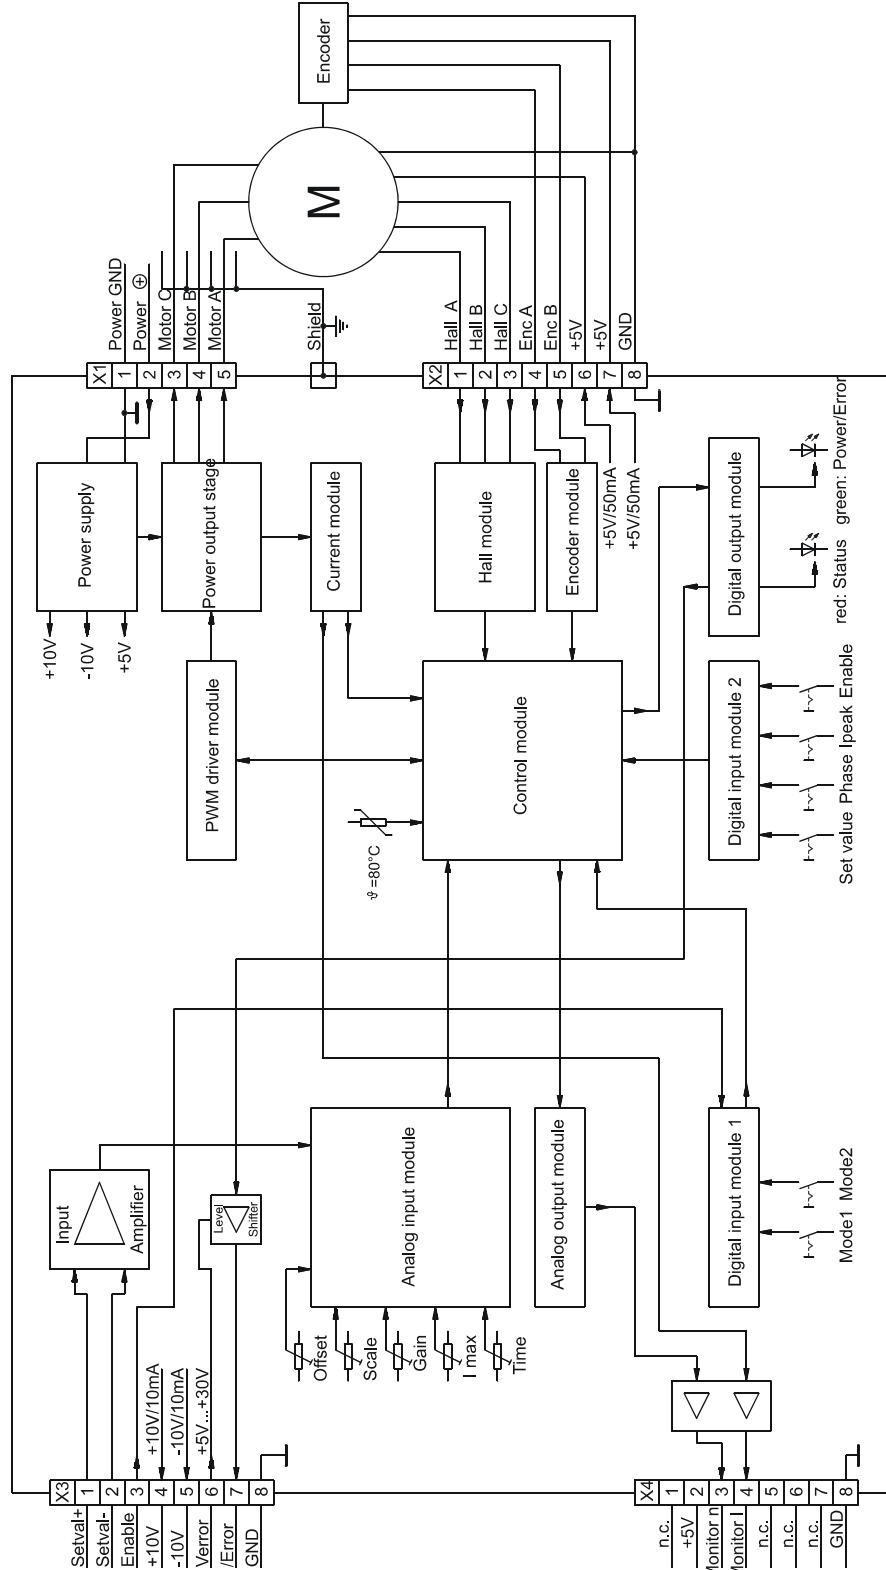 Encoder
M
Power GND
Power ⊕
Motor C
Motor B
Motor A
Shield
Hall A
Hall B
Hall C
Enc A
Enc B
+5V
+5V
GND
X1
1
2
3
4
5
X2
1
2
3
4
5
6
7
8
Power supply
Power output stage
Current module
Hall module
Encoder module
+5V/50mA
+5V/50mA
Digital output module
green: Power/Error
red: Status
+10V
-10V
+5V
PWM driver module
Control module
ϑ =80°C
Digital input module 2
Enable
Ipeak
Phase
Set value
Input
Amplifier
Level
Shifter
Analog input module
Analog output module
Digital input module 1
Mode2
Mode1
Offset
Scale
Gain
I max
Time
+10V/10mA
-10V/10mA
+5V...+30V
X3
1
2
3
4
5
6
7
8
Setval+
Setval-
Enable
+10V
-10V
Verror
/Error
GND
X4
1
2
3
4
5
6
7
8
n.c.
+5V
Monitor n
Monitor I
n.c.
n.c.
n.c.
GND